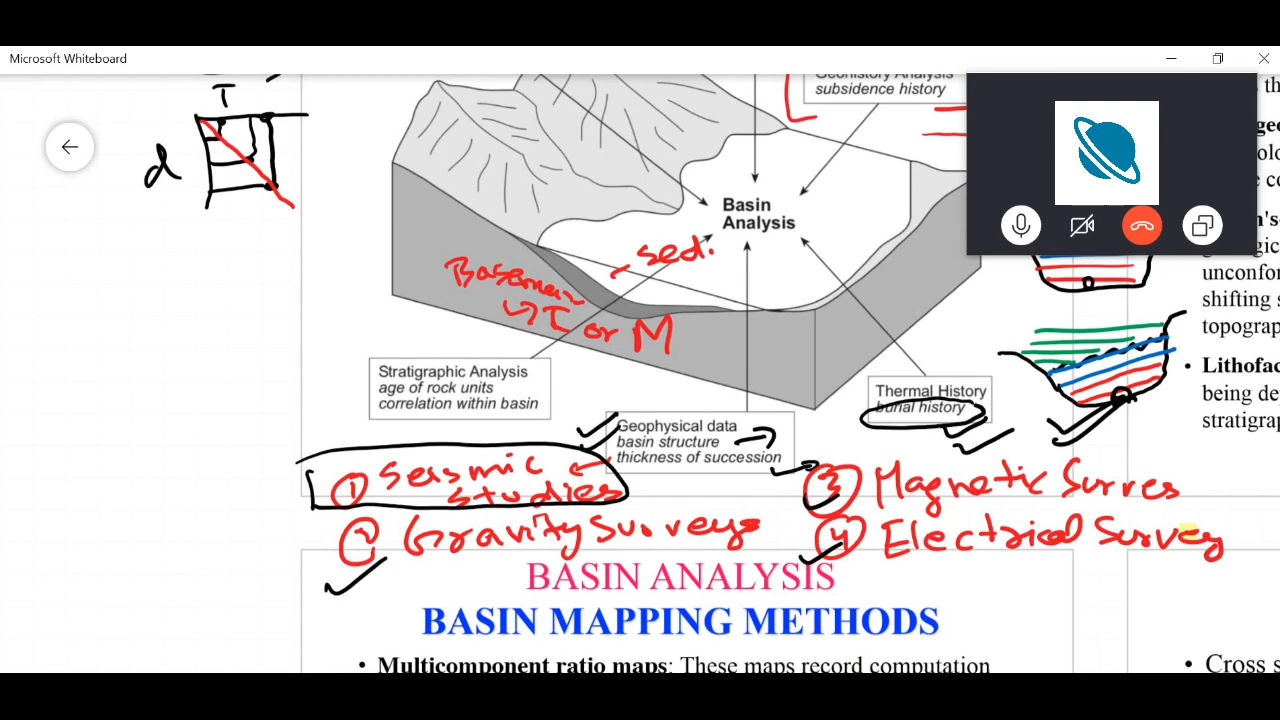 Microsoft Whiteboard
T
d
Geohistory Analysis
subsidence history
Basin
Analysis
sed.
Basemen
↳ I or M
Stratigraphic Analysis
age of rock units
correlation within basin
Geophysical data
basin structure
thickness of succession
Thermal History
burial history
① Seismic
studies
② Gravity Surveys
③ Magnetic Surves
④ Electrical Survey
BASIN ANALYSIS
BASIN MAPPING METHODS
• Multicomponent ratio maps: These maps record computation
unconfor
shifting s
topograp
• Lithofac
being de
stratigra
• Cross s